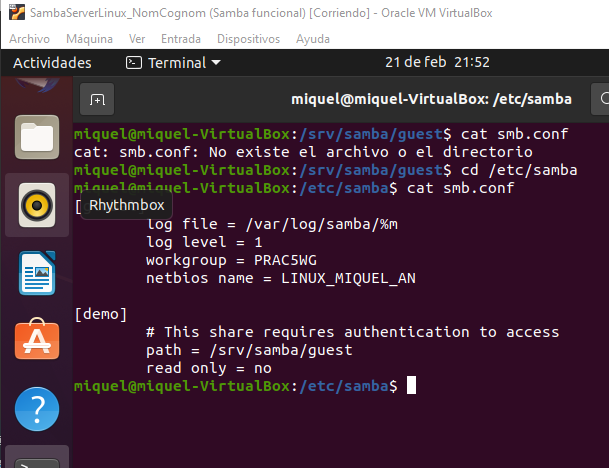 SambaServerLinux_NomCognom (Samba funcional) [Corriendo] - Oracle VM VirtualBox
Archivo Máquina Ver Entrada Dispositivos Ayuda
Actividades Terminal 21 de feb 21:52
miquel@miquel-VirtualBox: /etc/samba
miquel@miquel-VirtualBox:/srv/samba/guest$ cat smb.conf
cat: smb.conf: No existe el archivo o el directorio
miquel@miquel-VirtualBox:/srv/samba/guest$ cd /etc/samba
miquel@miquel-VirtualBox:/etc/samba$ cat smb.conf
[
Rhythmbox
log file = /var/log/samba/%m
log level = 1
workgroup = PRAC5WG
netbios name = LINUX_MIQUEL_AN
[demo]
# This share requires authentication to access
path = /srv/samba/guest
read only = no
miquel@miquel-VirtualBox:/etc/samba$